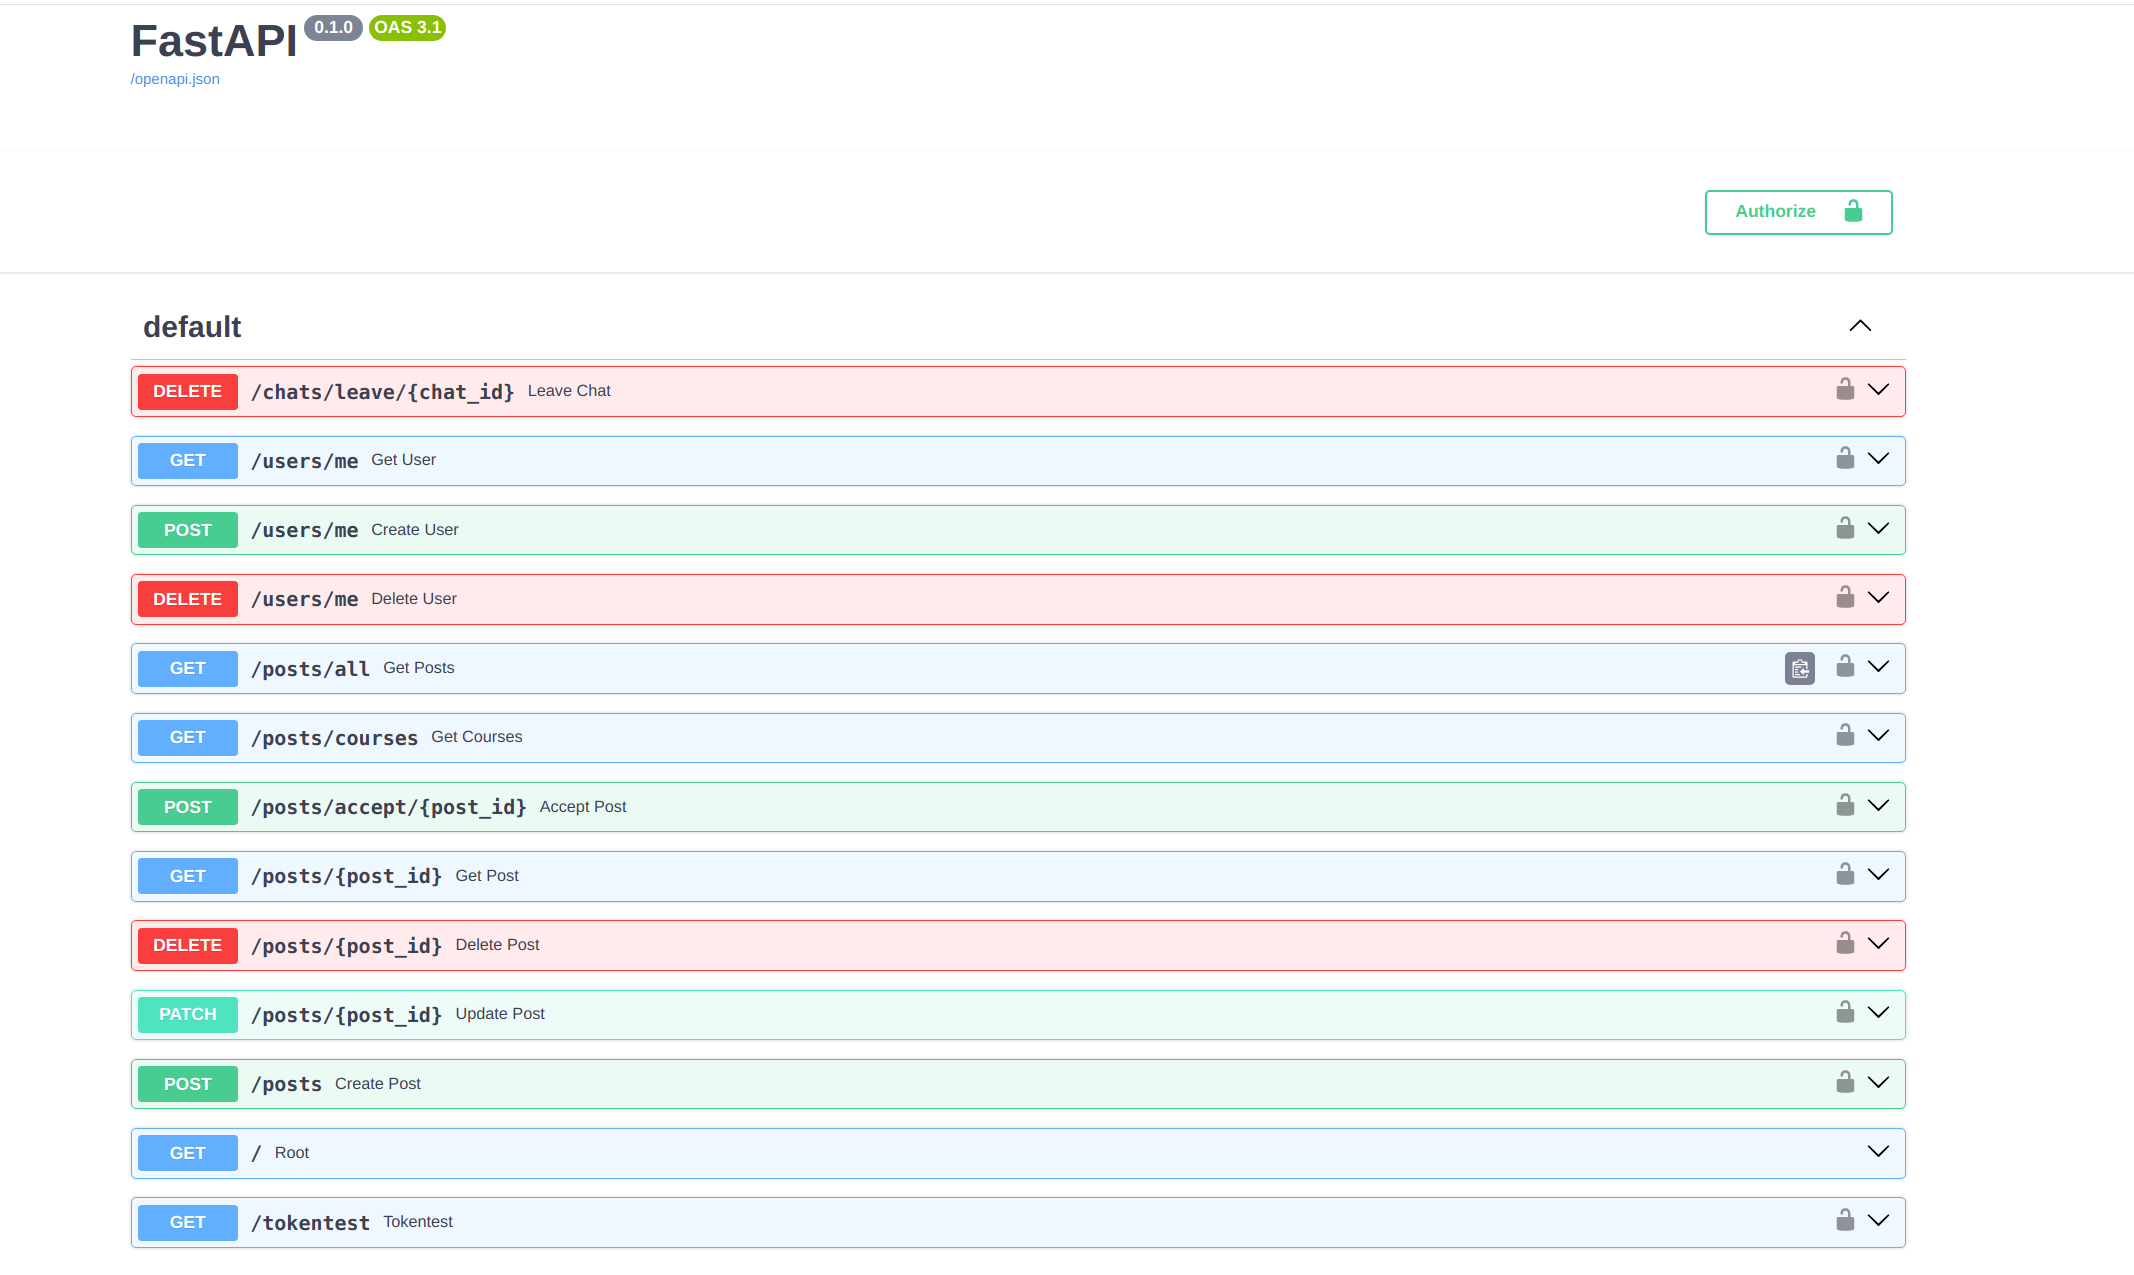 FastAPI 0.1.0 OAS 3.1
/openapi.json
Authorize
default
DELETE /chats/leave/{chat_id} Leave Chat
GET /users/me Get User
POST /users/me Create User
DELETE /users/me Delete User
GET /posts/all Get Posts
GET /posts/courses Get Courses
POST /posts/accept/{post_id} Accept Post
GET /posts/{post_id} Get Post
DELETE /posts/{post_id} Delete Post
PATCH /posts/{post_id} Update Post
POST /posts Create Post
GET / Root
GET /tokentest Tokentest